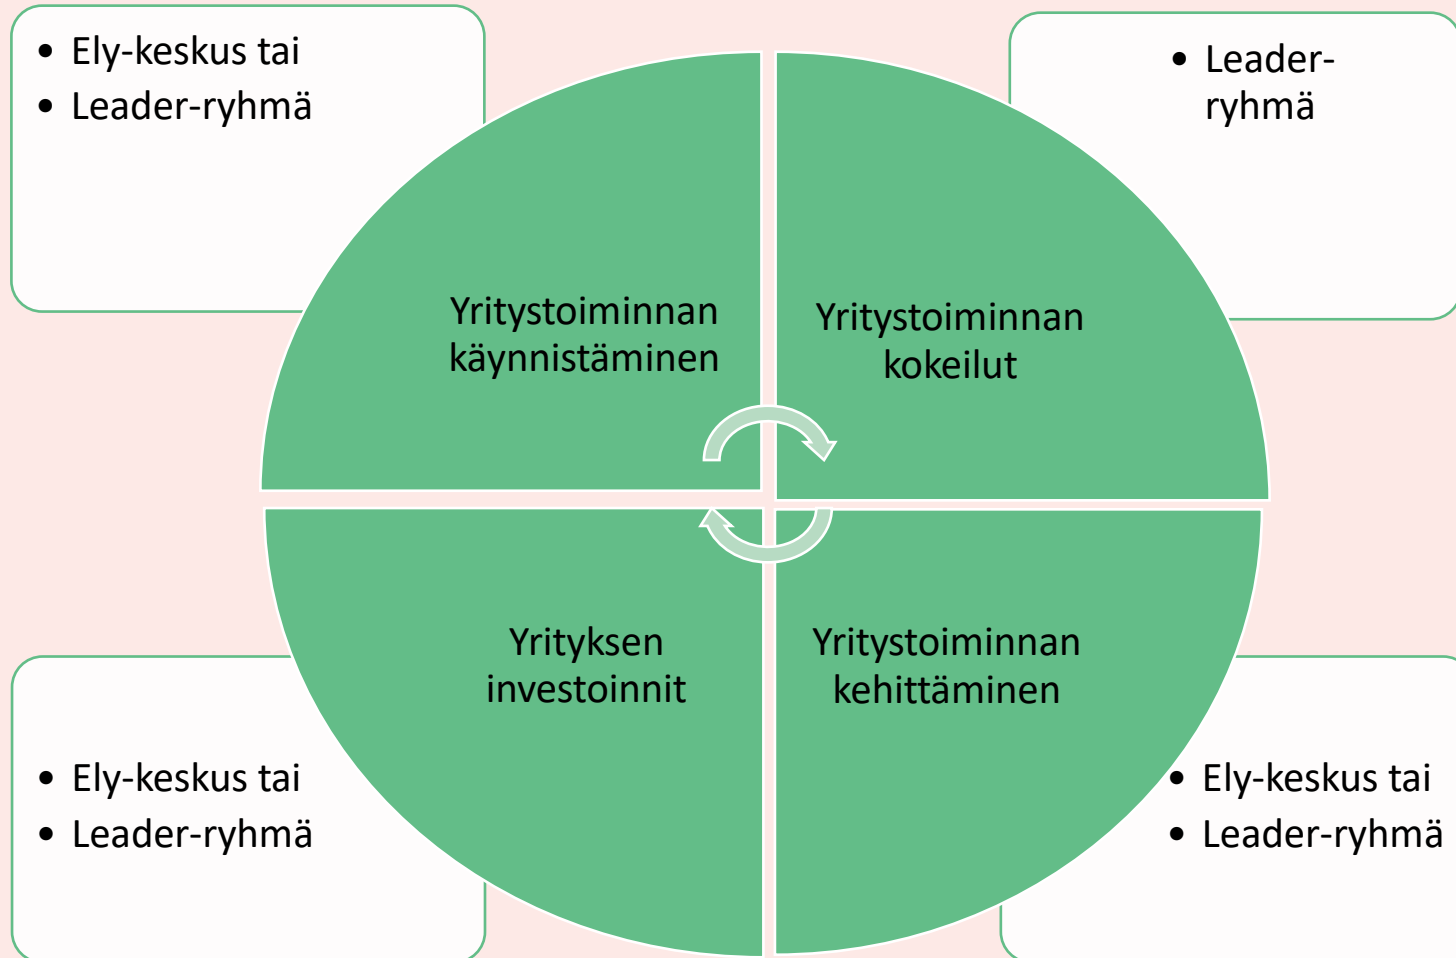 • Ely-keskus tai
• Leader-ryhmä
• Leader-
ryhmä
Yritystoiminnan
käynnistäminen
Yritystoiminnan
kokeilut
Yrityksen
investoinnit
Yritystoiminnan
kehittäminen
• Ely-keskus tai
• Leader-ryhmä
• Ely-keskus tai
• Leader-ryhmä